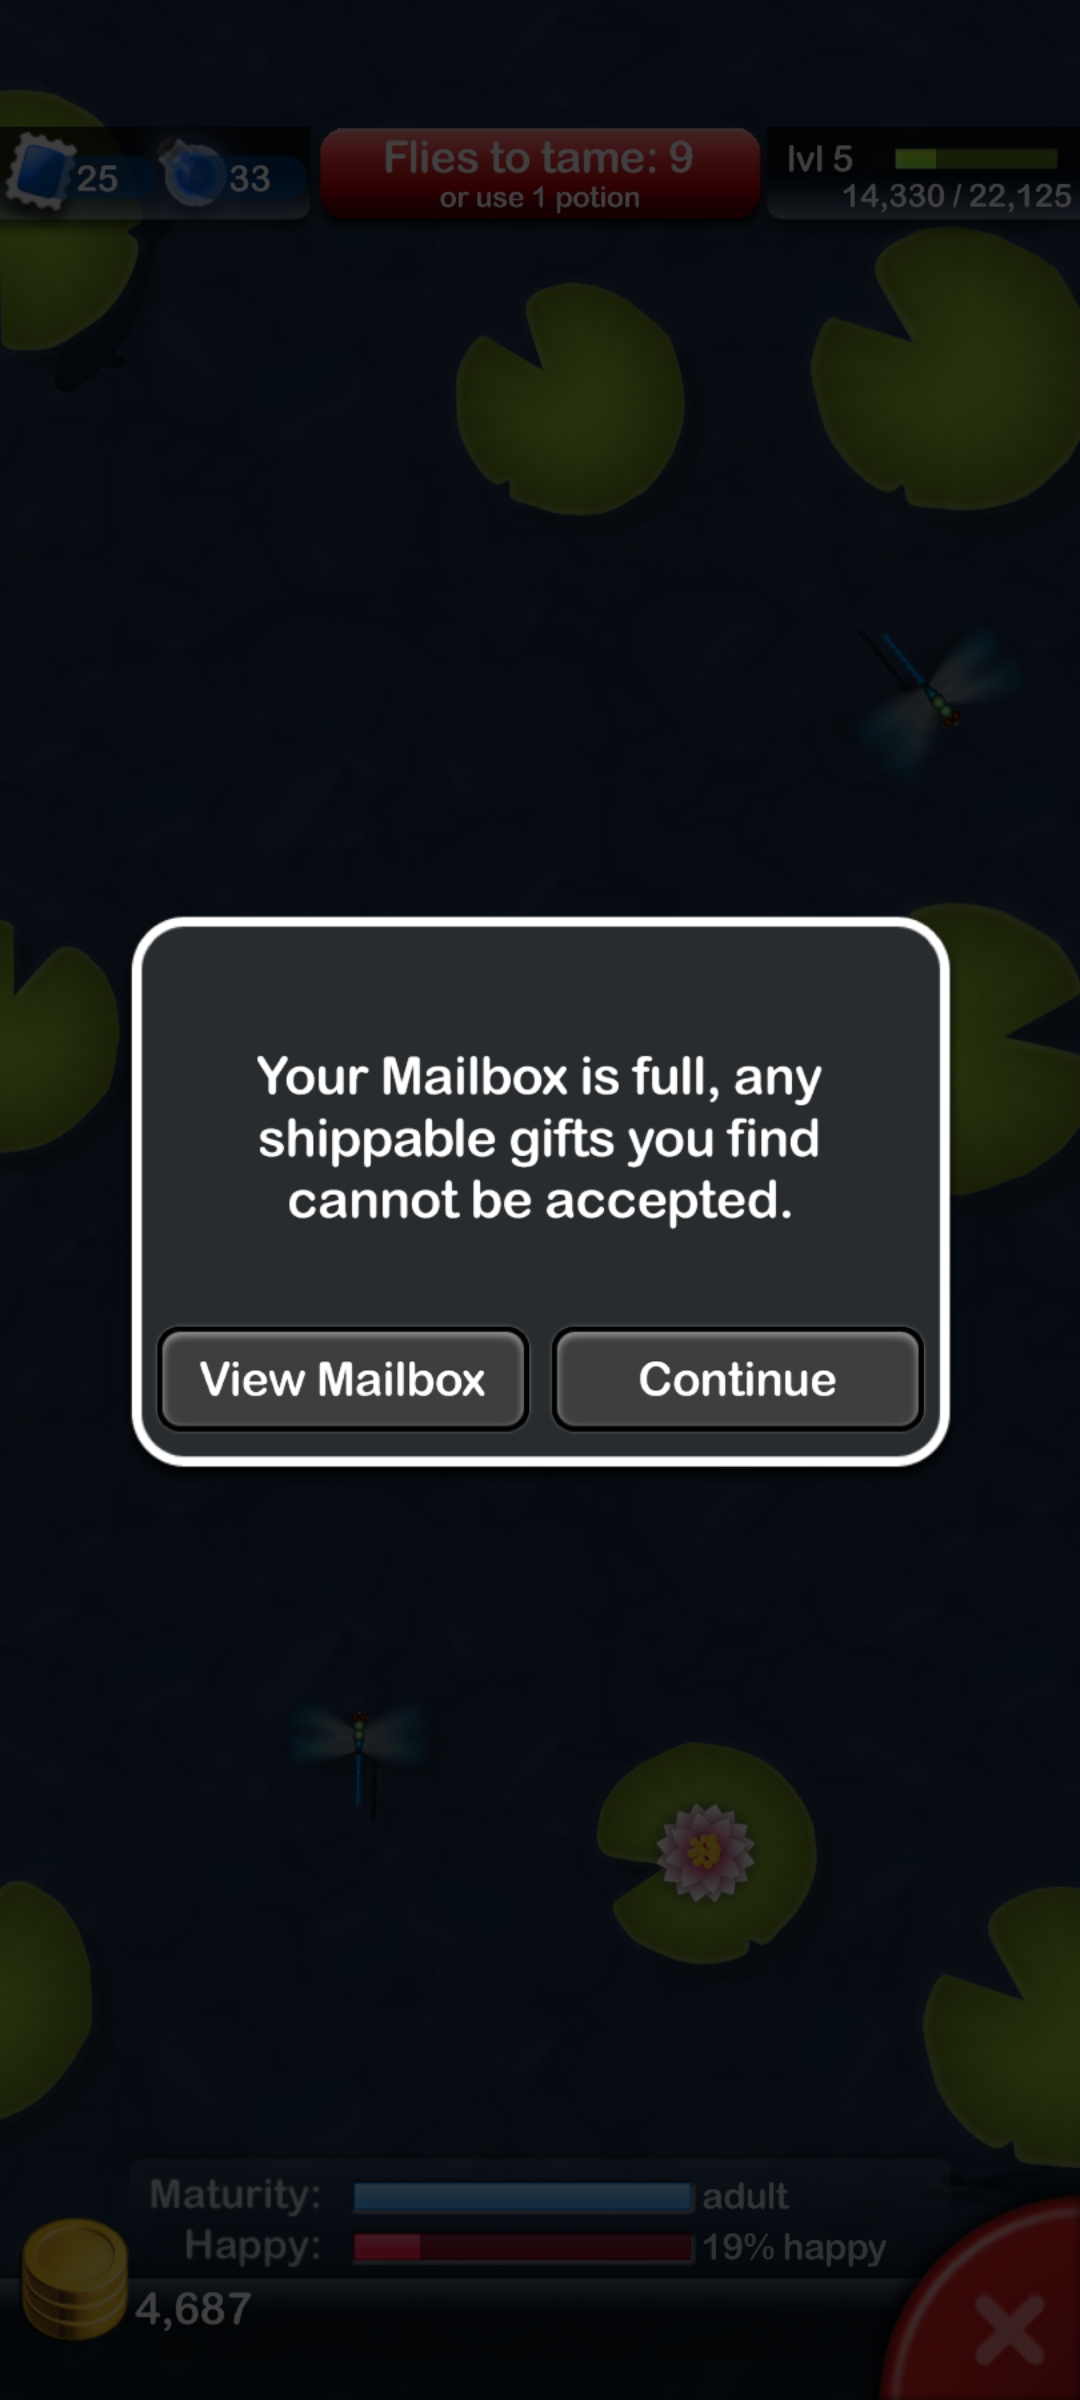 25
33
Flies to tame: 9
or use 1 potion
lvl 5
14,330 / 22,125
Your Mailbox is full, any
shippable gifts you find
cannot be accepted.
View Mailbox
Continue
Maturity:
adult
Happy:
19% happy
4,687